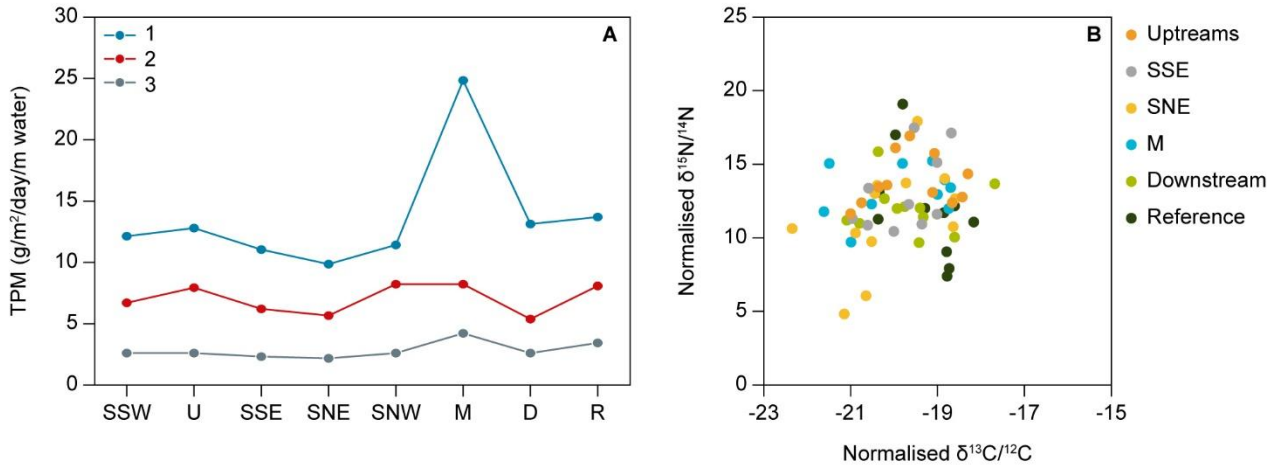 30
25
20
15
10
5
0
TPM (g/m²/day/m water)
1
2
3
A
SSW U SSE SNE SNW M D R
25
20
15
10
5
0
Normalised δ¹⁵N/¹⁴N
B
-23 -21 -19 -17 -15
Normalised δ¹³C/¹²C
Uptreams
SSE
SNE
M
Downstream
Reference